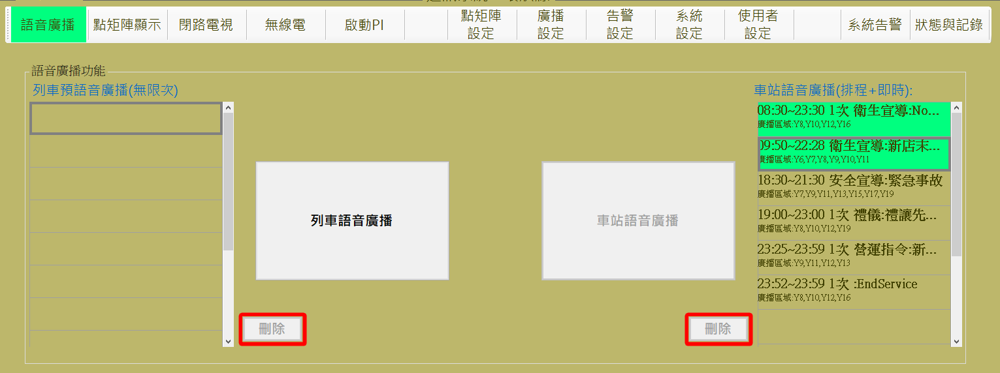 語音廣播
點矩陣顯示
閉路電視
無線電
啟動PI
點矩陣
設定
廣播
設定
告警
設定
系統
設定
使用者
設定
系統告警
狀態與記錄
語音廣播功能
列車預語音廣播(無限次)
列車語音廣播
刪除
車站語音廣播
刪除
車站語音廣播(排程+即時):
08:30~23:30 1次 衛生宣導:No...
廣播區域:Y8,Y10,Y12,Y16
09:50~22:28 衛生宣導:新店末...
廣播區域:Y6,Y7,Y8,Y9,Y10,Y11
18:30~21:30 安全宣導:緊急事故
廣播區域:Y7,Y9,Y11,Y13,Y15,Y17,Y19
19:00~23:00 1次 禮儀:禮讓先...
廣播區域:Y8,Y10,Y12,Y19
23:25~23:59 1次 營運指令:新...
廣播區域:Y9,Y11,Y12,Y13
23:52~23:59 1次 :EndService
廣播區域:Y8,Y10,Y12,Y16